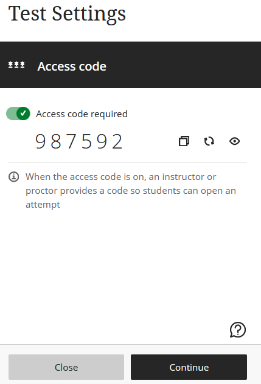 Test Settings
Access code
Access code required
987592
When the access code is on, an instructor or
proctor provides a code so students can open an
attempt
Close
Continue